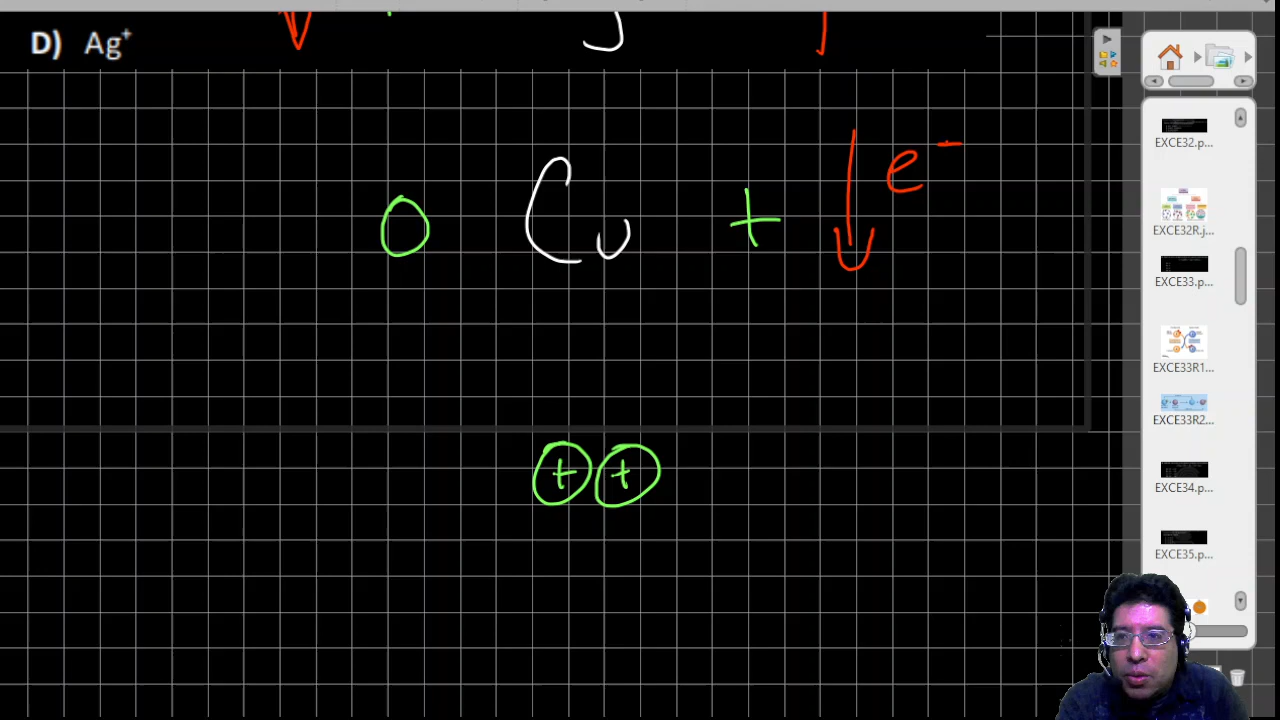 D) Ag⁺
0 Cu + e⁻
+ +
EXCE32.p...
EXCE32R.j...
EXCE33.p...
EXCE33R1...
EXCE33R2...
EXCE34.p...
EXCE35.p...